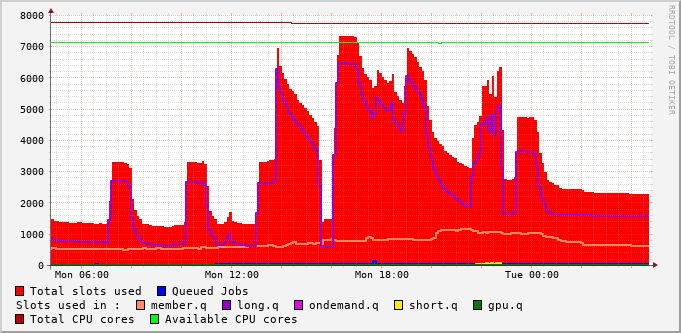 8000
7000
6000
5000
4000
3000
2000
1000
0
Mon 06:00 Mon 12:00 Mon 18:00 Tue 00:00
RRDTOOL / TOBI OETIKER
Total slots used Queued Jobs
Slots used in : member.q long.q ondemand.q short.q gpu.q
Total CPU cores Available CPU cores